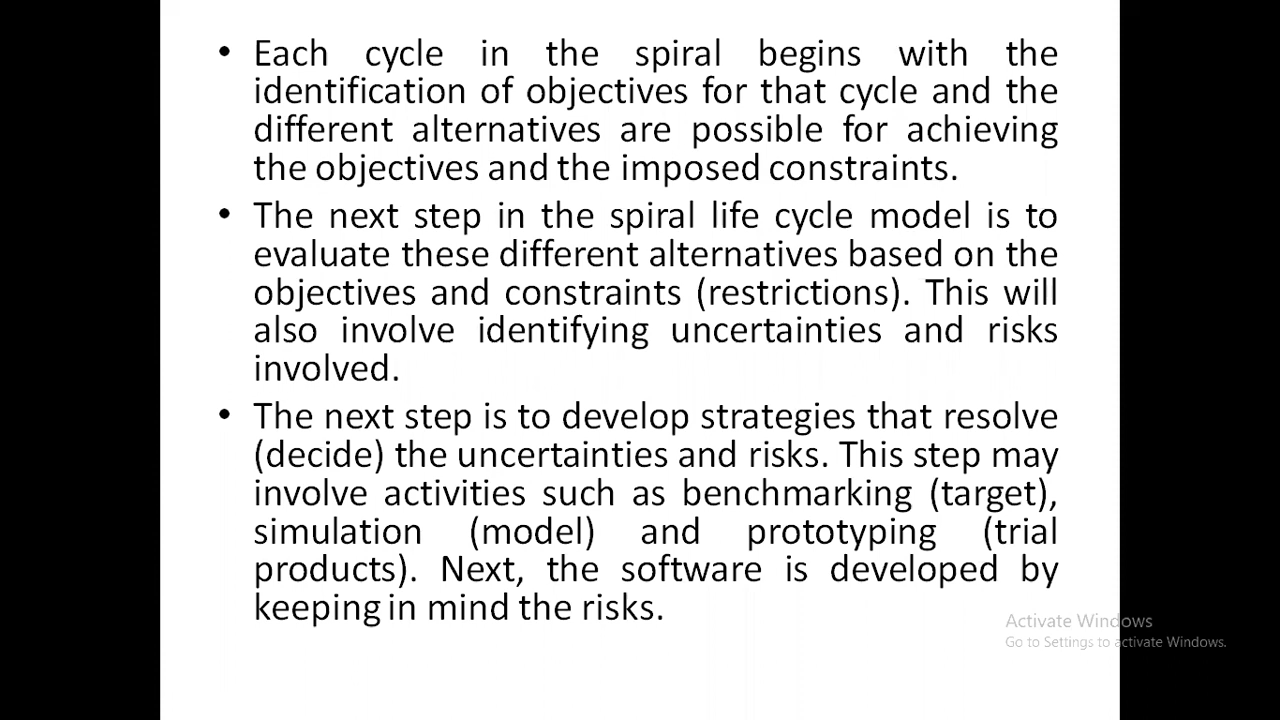 • Each cycle in the spiral begins with the
identification of objectives for that cycle and the
different alternatives are possible for achieving
the objectives and the imposed constraints.
• The next step in the spiral life cycle model is to
evaluate these different alternatives based on the
objectives and constraints (restrictions). This will
also involve identifying uncertainties and risks
involved.
• The next step is to develop strategies that resolve
(decide) the uncertainties and risks. This step may
involve activities such as benchmarking (target),
simulation (model) and prototyping (trial
products). Next, the software is developed by
keeping in mind the risks.
Activate Windows
Go to Settings to activate Windows.